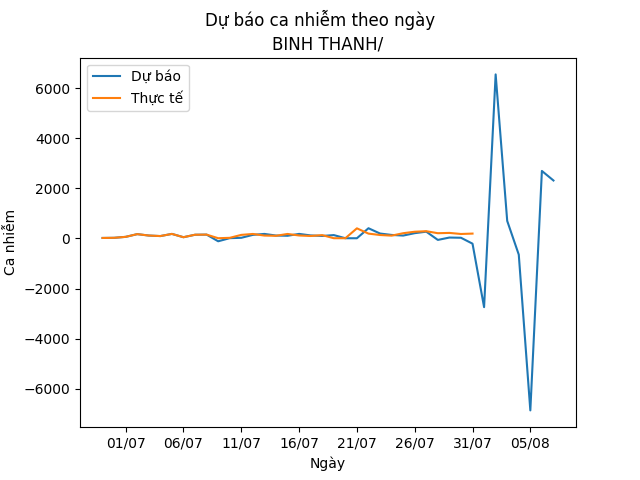 Dự báo ca nhiễm theo ngày
BINH THANH/
Dự báo
Thực tế
6000
4000
2000
0
−2000
−4000
−6000
Ca nhiễm
01/07
06/07
11/07
16/07
21/07
26/07
31/07
05/08
Ngày